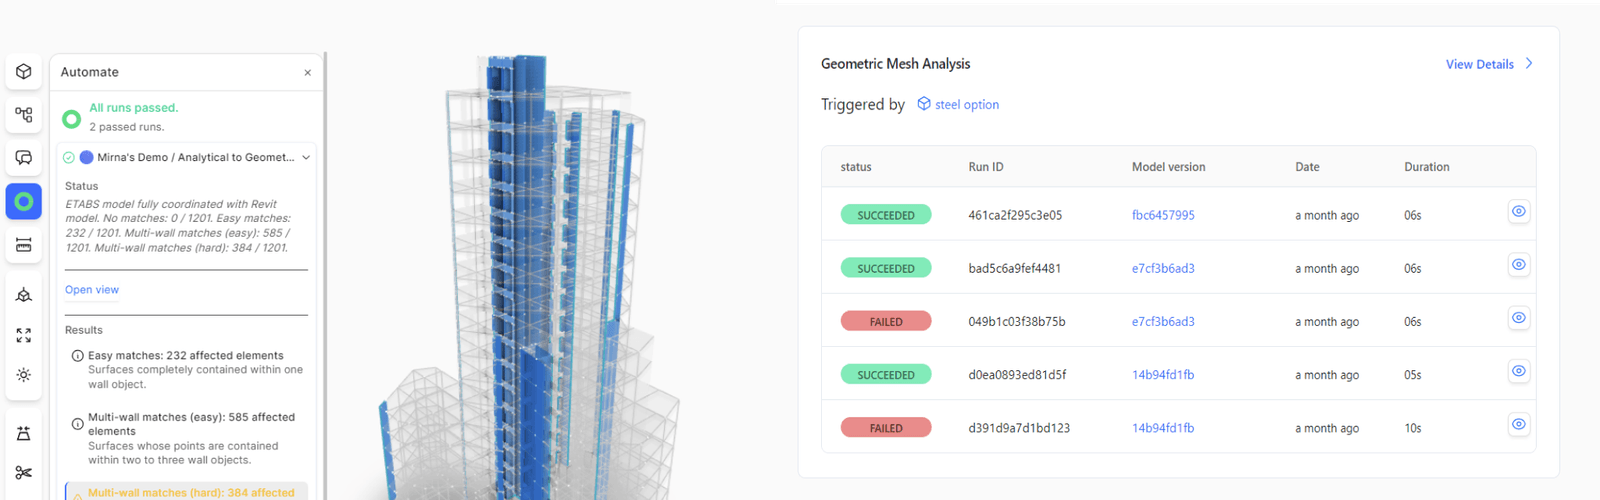 Automate
All runs passed.
2 passed runs.
Mirna's Demo / Analytical to Geomet...
Status
ETABS model fully coordinated with Revit
model. No matches: 0 / 1201. Easy matches:
232 / 1201. Multi-wall matches (easy): 585 /
1201. Multi-wall matches (hard): 384 / 1201.
Open view
Results
Easy matches: 232 affected elements
Surfaces completely contained within one
wall object.
Multi-wall matches (easy): 585 affected
elements
Surfaces whose points are contained
within two to three wall objects.
Multi-wall matches (hard): 384 affected
Geometric Mesh Analysis
View Details
Triggered by steel option
status Run ID Model version Date Duration
SUCCEEDED 461ca2f295c3e05 fbc6457995 a month ago 06s
SUCCEEDED bad5c6a9fef4481 e7cf3b6ad3 a month ago 06s
FAILED 049b1c03f38b75b e7cf3b6ad3 a month ago 06s
SUCCEEDED d0ea0893ed81d5f 14b94fd1fb a month ago 05s
FAILED d391d9a7d1bd123 14b94fd1fb a month ago 10s